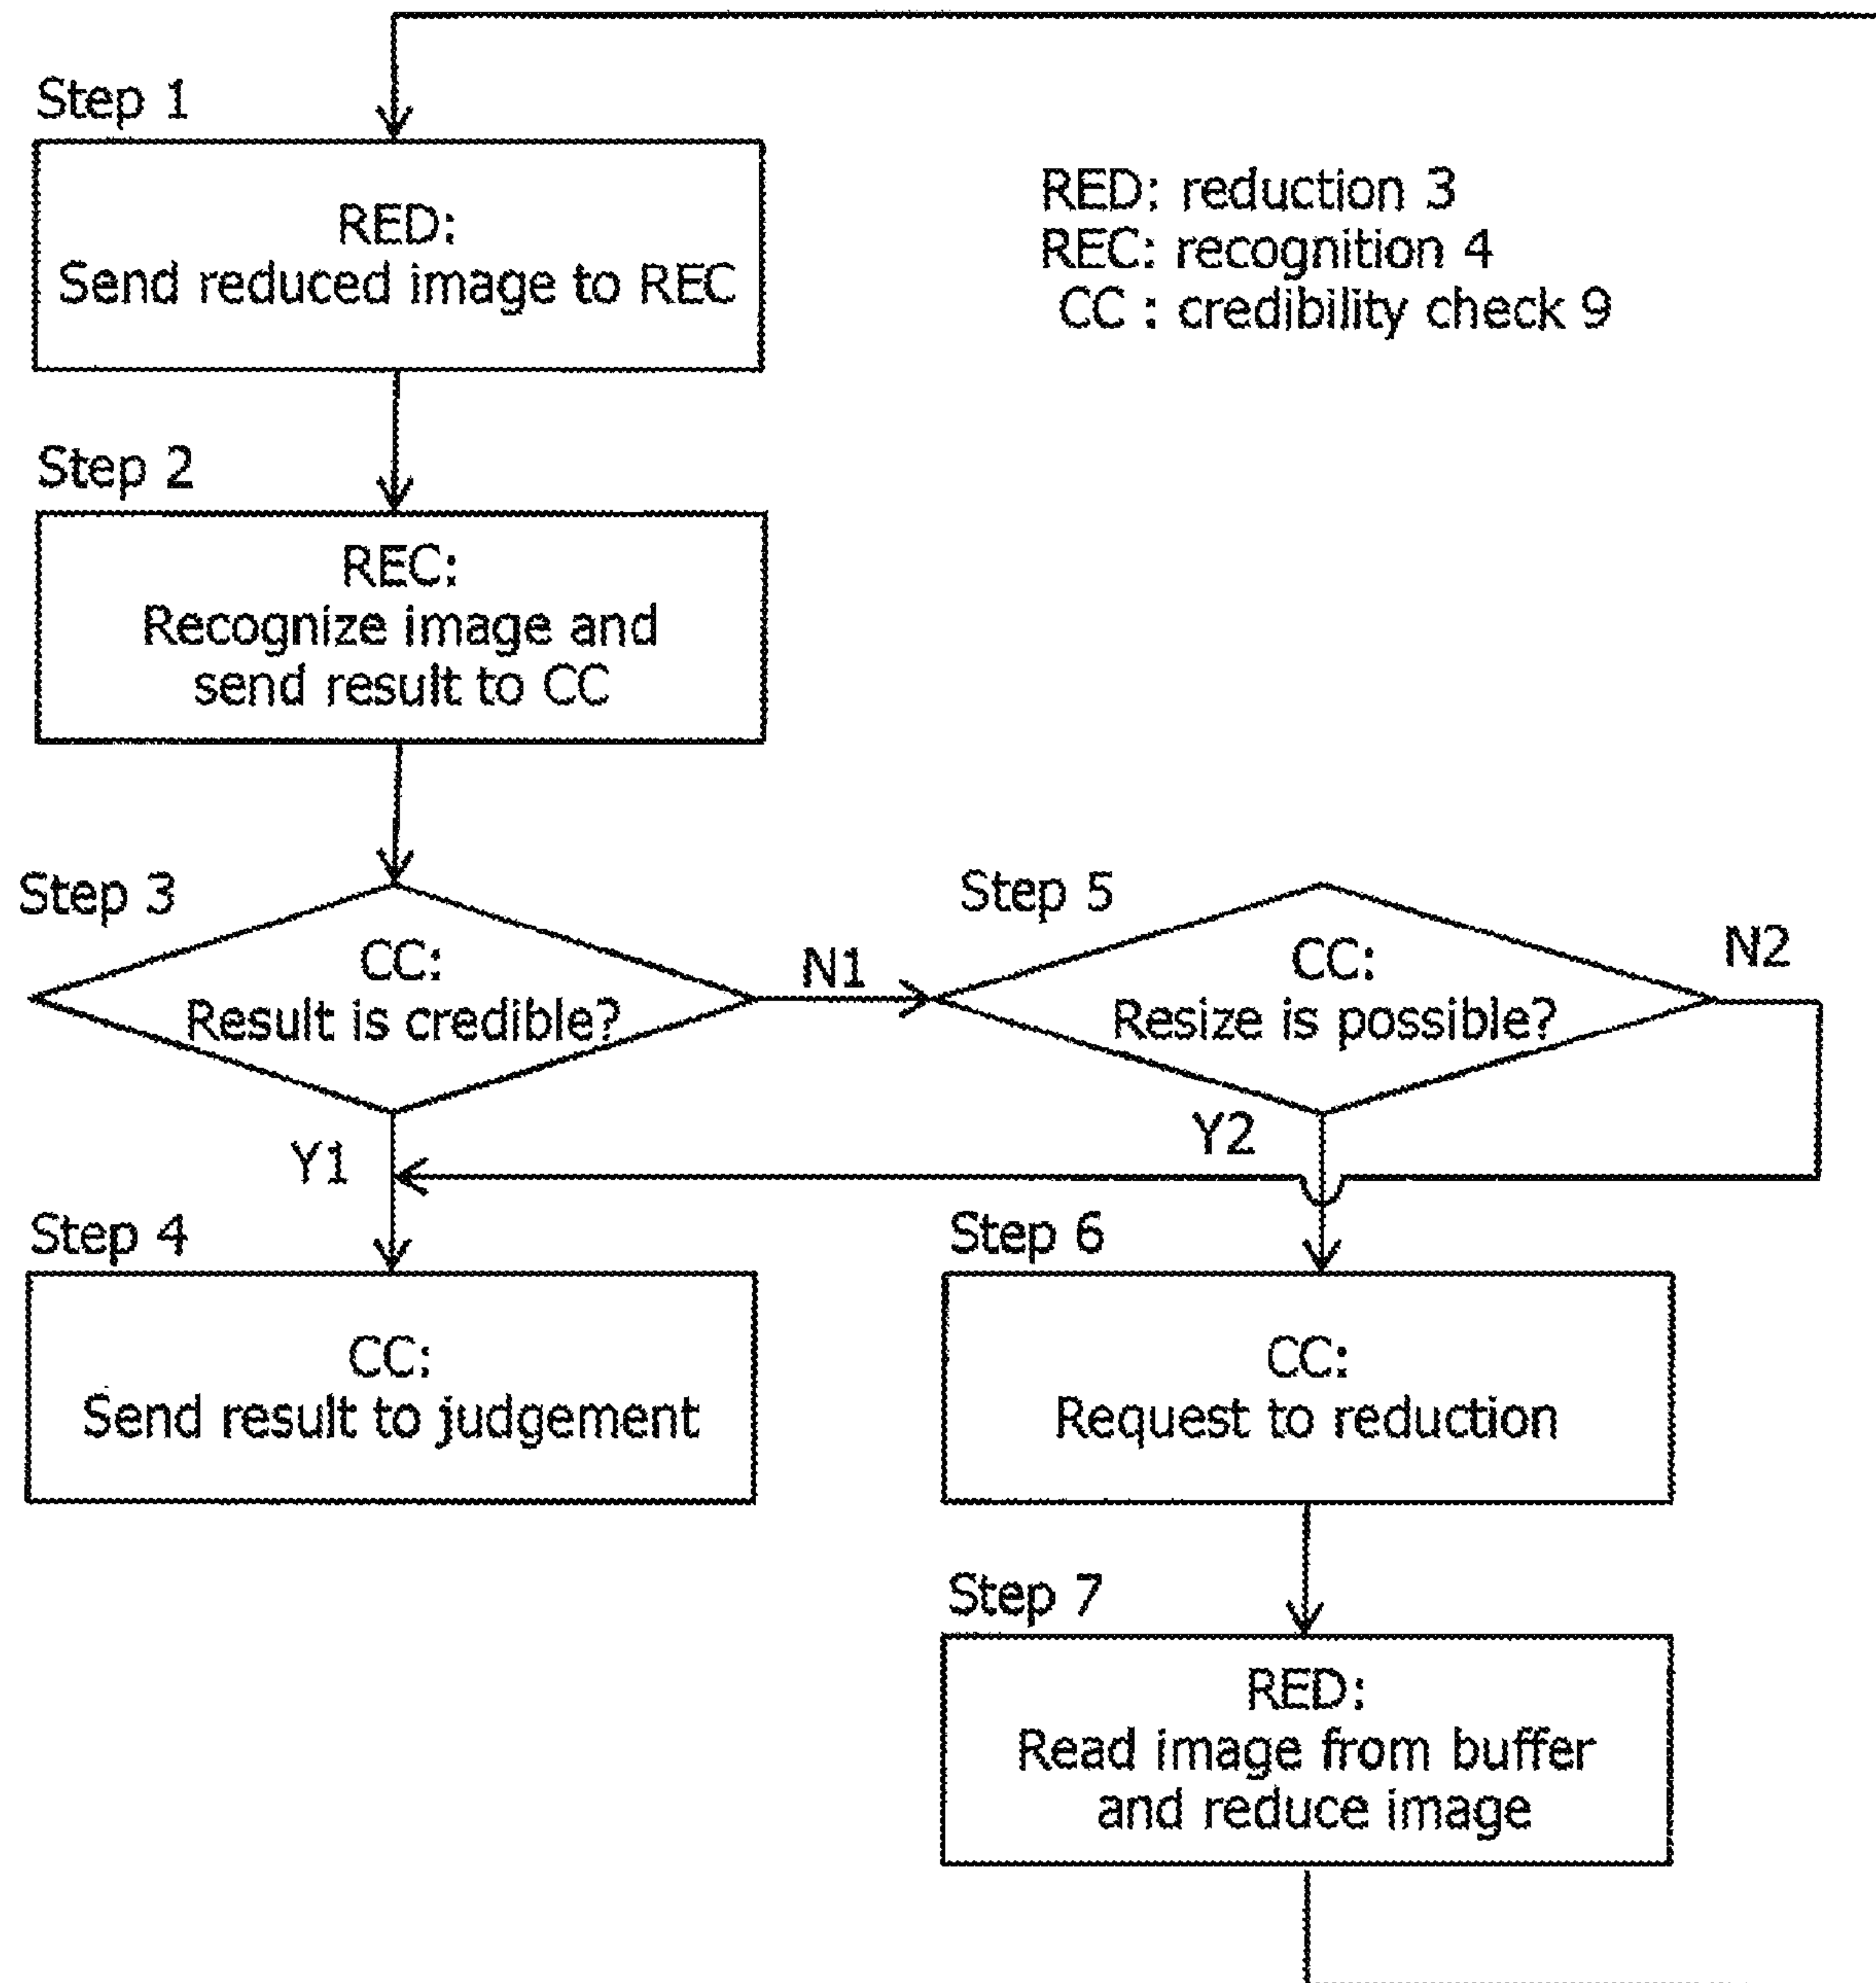 Step 1
RED:
Send reduced image to REC
RED: reduction 3
REC: recognition 4
CC : credibility check 9
Step 2
REC:
Recognize image and
send result to CC
Step 3
CC:
Result is credible?
N1
Step 5
CC:
Resize is possible?
N2
Y1
Y2
Step 4
CC:
Send result to judgement
Step 6
CC:
Request to reduction
Step 7
RED:
Read image from buffer
and reduce image